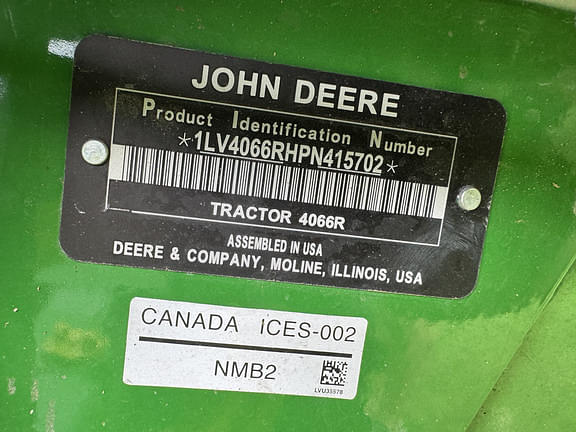 JOHN DEERE
Product Identification Number
*1LV4066RHPN415702*
TRACTOR 4066R
ASSEMBLED IN USA
DEERE & COMPANY, MOLINE, ILLINOIS, USA
CANADA ICES-002
NMB2